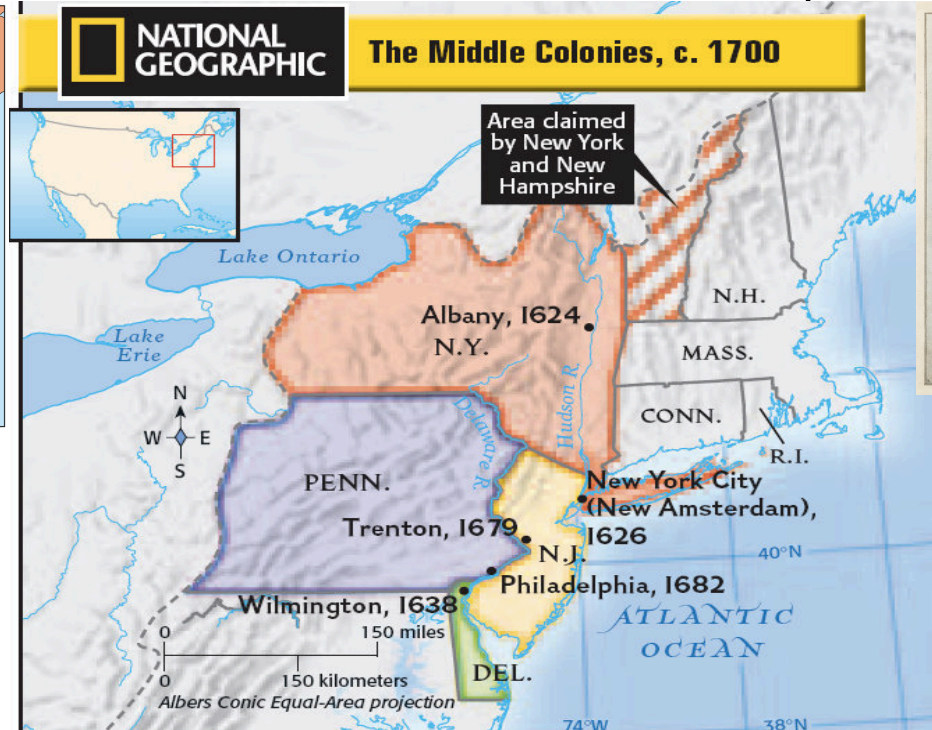 NATIONAL
GEOGRAPHIC
The Middle Colonies, c. 1700
Area claimed
by New York
and New
Hampshire
Lake Ontario
Albany, 1624
N.Y.
N.H.
Lake
Erie
MASS.
Hudson R
N
W E
S
Delaware R
CONN.
R.I.
PENN.
New York City
(New Amsterdam),
1626
Trenton, 1679
N.J.
40°N
Philadelphia, 1682
Wilmington, 1638
ATLANTIC
OCEAN
0 150 miles
0 150 kilometers
Albers Conic Equal-Area projection
DEL.
74°W
38°N